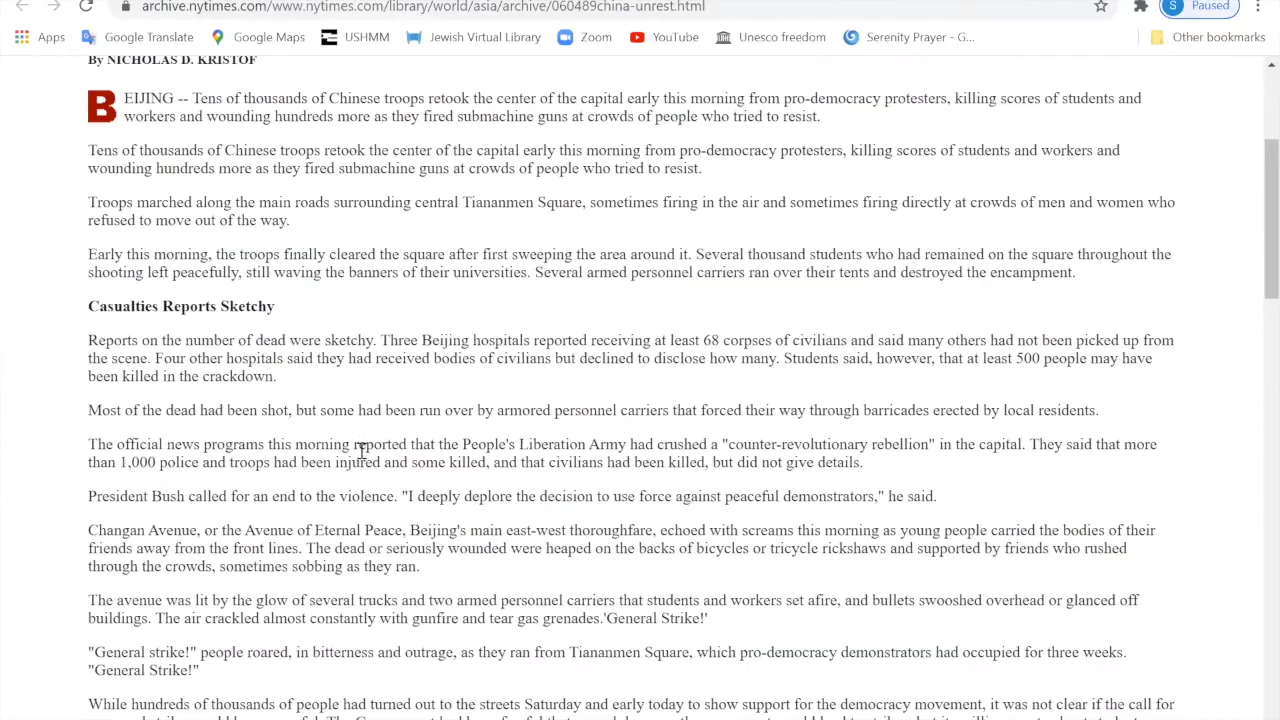 archive.nytimes.com/www.nytimes.com/library/world/asia/archive/060489china-unrest.html
S Paused
Apps Google Translate Google Maps USHMM Jewish Virtual Library Zoom YouTube Unesco freedom Serenity Prayer - G... Other bookmarks
By NICHOLAS D. KRISTOF
BEIJING -- Tens of thousands of Chinese troops retook the center of the capital early this morning from pro-democracy protesters, killing scores of students and
workers and wounding hundreds more as they fired submachine guns at crowds of people who tried to resist.
Tens of thousands of Chinese troops retook the center of the capital early this morning from pro-democracy protesters, killing scores of students and workers and
wounding hundreds more as they fired submachine guns at crowds of people who tried to resist.
Troops marched along the main roads surrounding central Tiananmen Square, sometimes firing in the air and sometimes firing directly at crowds of men and women who
refused to move out of the way.
Early this morning, the troops finally cleared the square after first sweeping the area around it. Several thousand students who had remained on the square throughout the
shooting left peacefully, still waving the banners of their universities. Several armed personnel carriers ran over their tents and destroyed the encampment.
Casualties Reports Sketchy
Reports on the number of dead were sketchy. Three Beijing hospitals reported receiving at least 68 corpses of civilians and said many others had not been picked up from
the scene. Four other hospitals said they had received bodies of civilians but declined to disclose how many. Students said, however, that at least 500 people may have
been killed in the crackdown.
Most of the dead had been shot, but some had been run over by armored personnel carriers that forced their way through barricades erected by local residents.
The official news programs this morning reported that the People's Liberation Army had crushed a "counter-revolutionary rebellion" in the capital. They said that more
than 1,000 police and troops had been injured and some killed, and that civilians had been killed, but did not give details.
President Bush called for an end to the violence. "I deeply deplore the decision to use force against peaceful demonstrators," he said.
Changan Avenue, or the Avenue of Eternal Peace, Beijing's main east-west thoroughfare, echoed with screams this morning as young people carried the bodies of their
friends away from the front lines. The dead or seriously wounded were heaped on the backs of bicycles or tricycle rickshaws and supported by friends who rushed
through the crowds, sometimes sobbing as they ran.
The avenue was lit by the glow of several trucks and two armed personnel carriers that students and workers set afire, and bullets swooshed overhead or glanced off
buildings. The air crackled almost constantly with gunfire and tear gas grenades.'General Strike!'
"General strike!" people roared, in bitterness and outrage, as they ran from Tiananmen Square, which pro-democracy demonstrators had occupied for three weeks.
"General Strike!"
While hundreds of thousands of people had turned out to the streets Saturday and early today to show support for the democracy movement, it was not clear if the call for